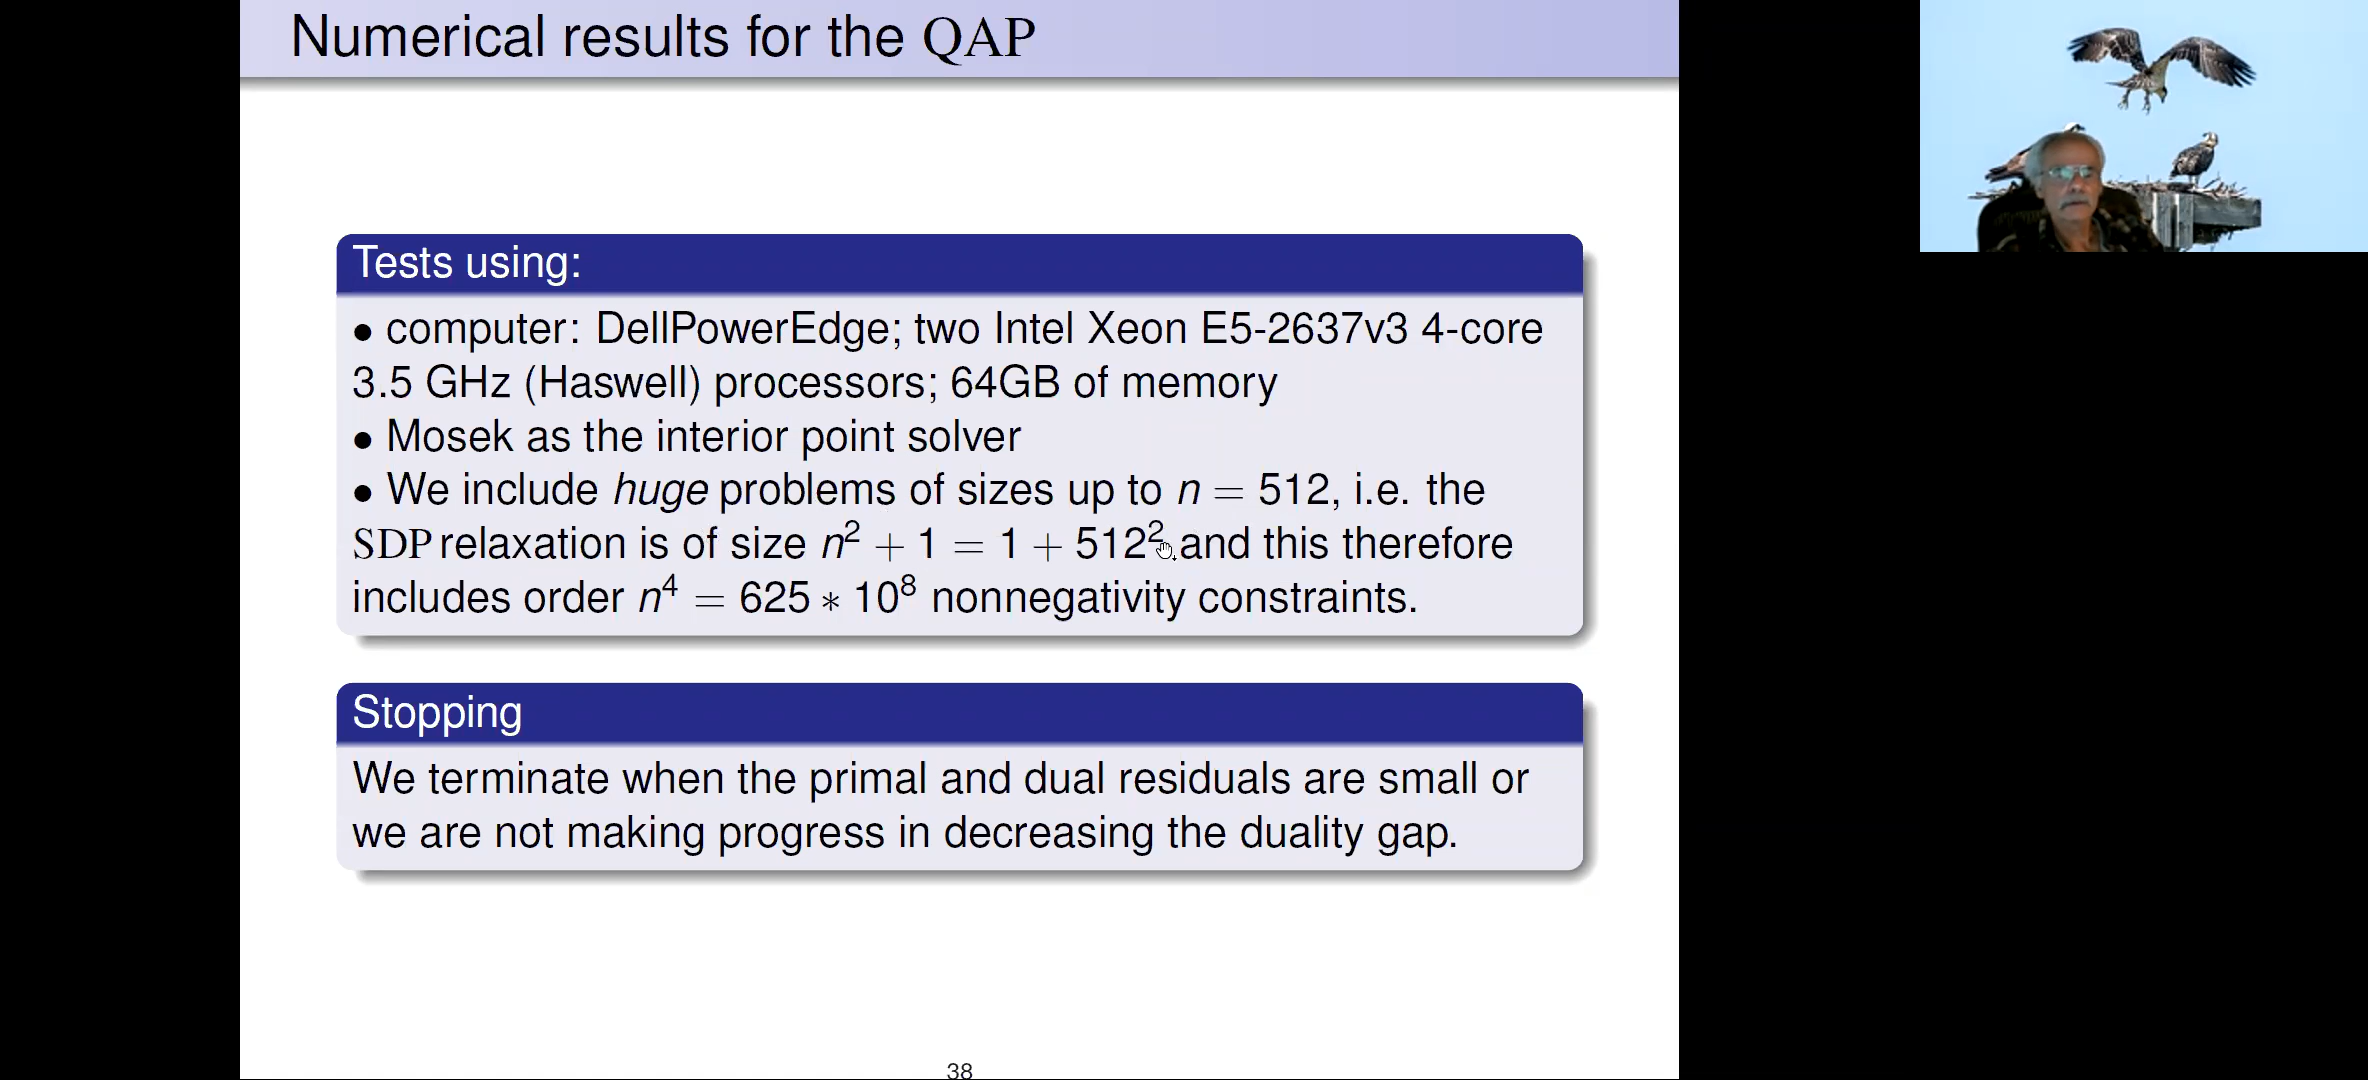 Numerical results for the QAP
Tests using:
• computer: DellPowerEdge; two Intel Xeon E5-2637v3 4-core
3.5 GHz (Haswell) processors; 64GB of memory
• Mosek as the interior point solver
• We include huge problems of sizes up to n = 512, i.e. the
SDP relaxation is of size n² + 1 = 1 + 512² and this therefore
includes order n⁴ = 625 ∗ 10⁸ nonnegativity constraints.
Stopping
We terminate when the primal and dual residuals are small or
we are not making progress in decreasing the duality gap.
38